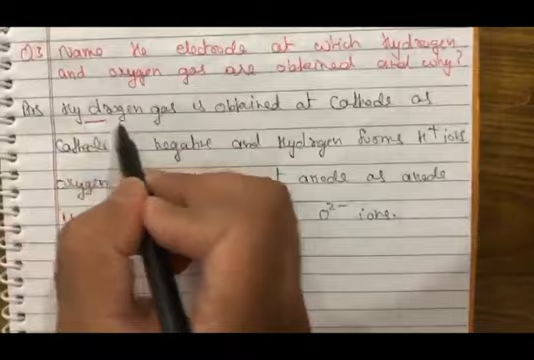 Q3 Name the electrode at which Hydrogen
and oxygen gas are obtained and why?
Ans Hydrogen gas is obtained at Cathode as
Cathode negative and Hydrogen forms H⁺ ions
oxygen anode as anode
O²⁻ ions.